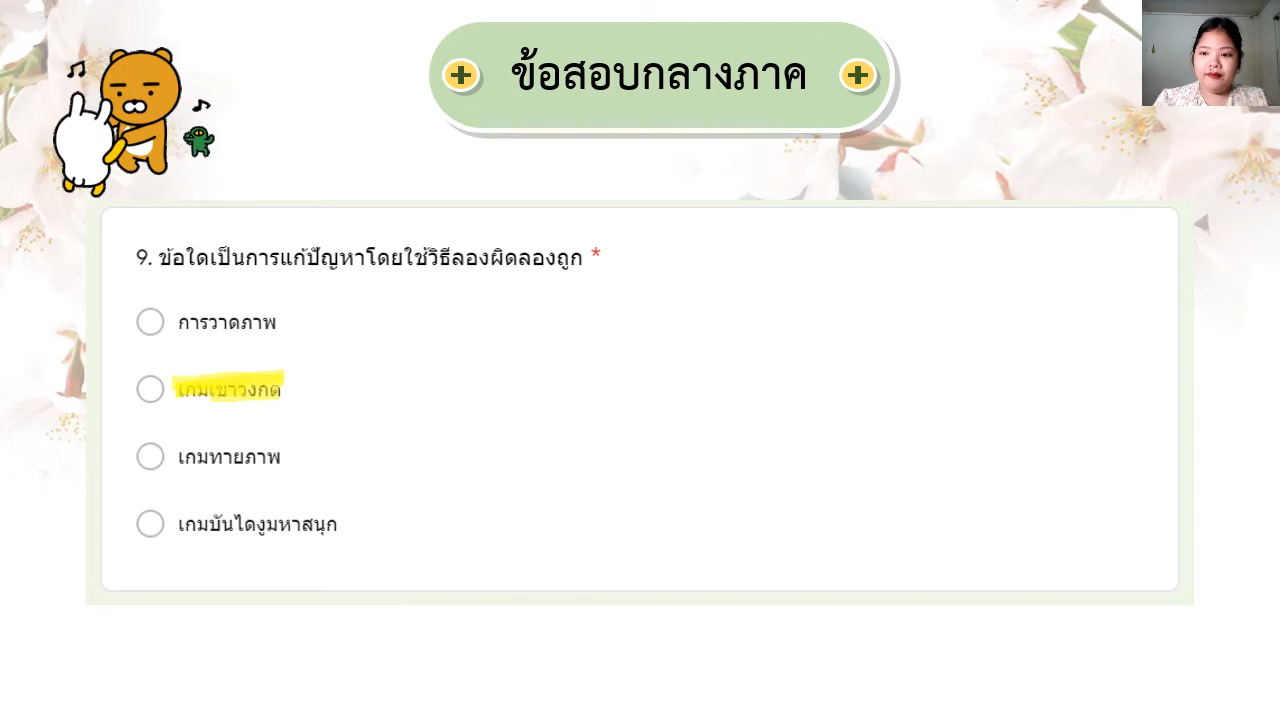 ข้อสอบกลางภาค
9. ข้อใดเป็นการแก้ปัญหาโดยใช้วิธีลองผิดลองถูก *
การวาดภาพ
เกมเขาวงกต
เกมทายภาพ
เกมบันไดงูมหาสนุก